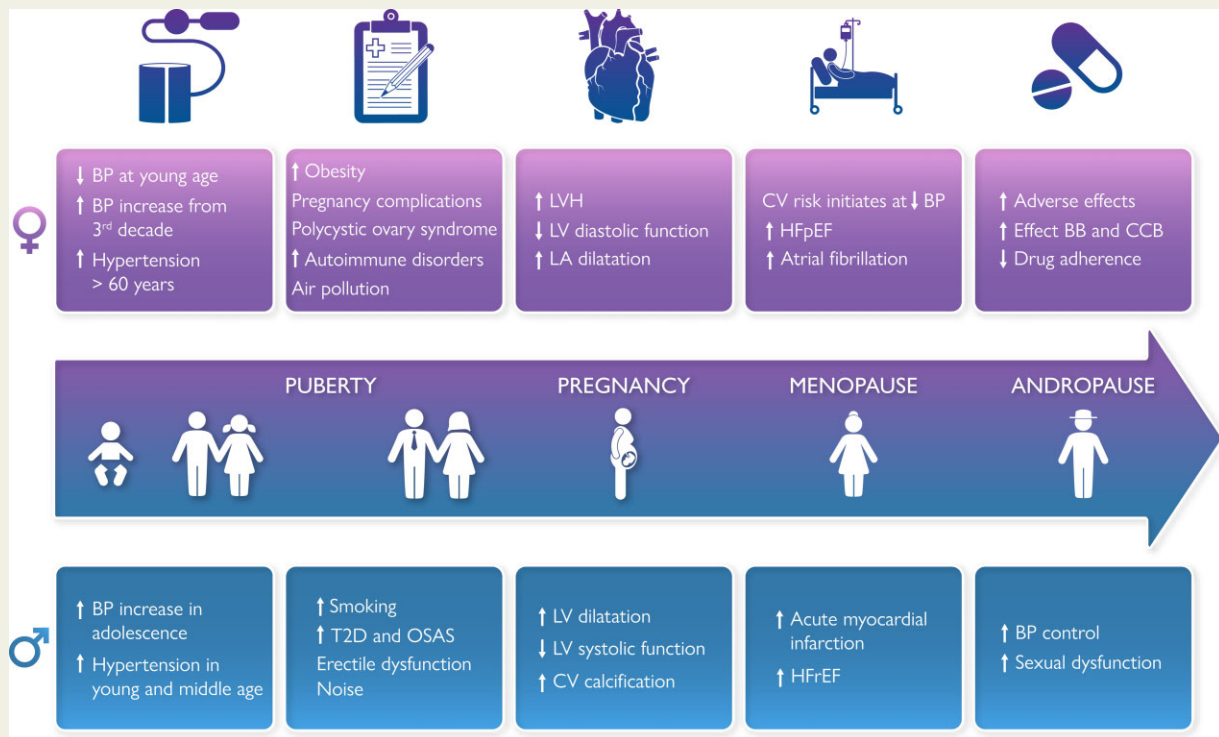 ↓ BP at young age
↑ BP increase from
3rd decade
↑ Hypertension
> 60 years
↑ Obesity
Pregnancy complications
Polycystic ovary syndrome
↑ Autoimmune disorders
Air pollution
↑ LVH
↓ LV diastolic function
↑ LA dilatation
CV risk initiates at ↓ BP
↑ HFpEF
↑ Atrial fibrillation
↑ Adverse effects
↑ Effect BB and CCB
↓ Drug adherence
PUBERTY
PREGNANCY
MENOPAUSE
ANDROPAUSE
↑ BP increase in
adolescence
↑ Hypertension in
young and middle age
↑ Smoking
↑ T2D and OSAS
Erectile dysfunction
Noise
↑ LV dilatation
↓ LV systolic function
↑ CV calcification
↑ Acute myocardial
infarction
↑ HFrEF
↑ BP control
↑ Sexual dysfunction